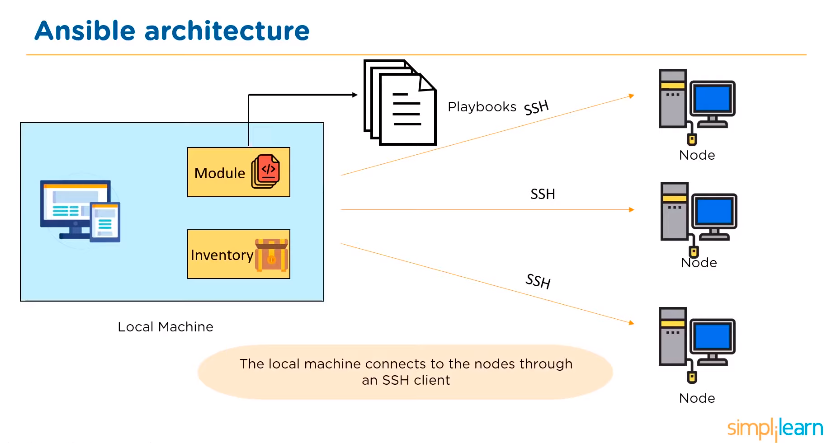 Ansible architecture
Playbooks
SSH
Node
Module
</>
SSH
Inventory
Node
SSH
Local Machine
The local machine connects to the nodes through
an SSH client
Node
simplilearn